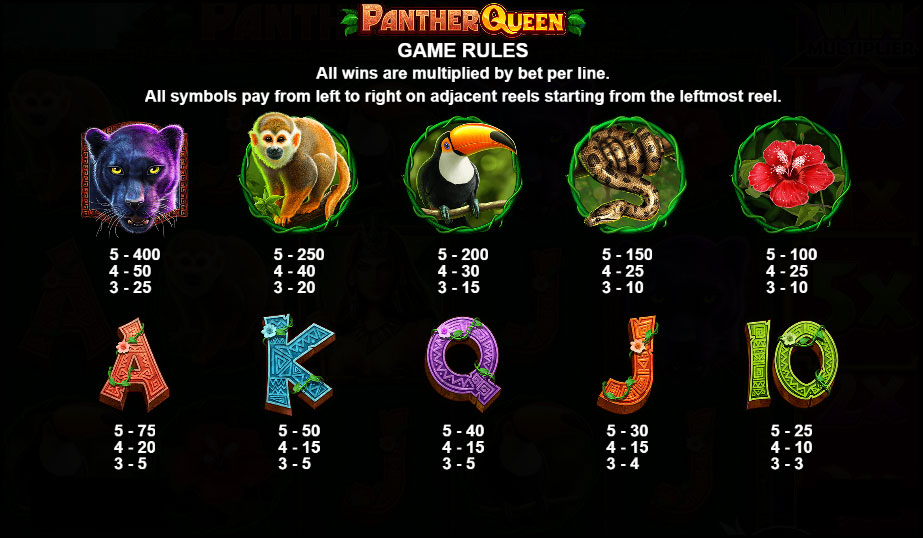 PANTHER QUEEN
GAME RULES
All wins are multiplied by bet per line.
All symbols pay from left to right on adjacent reels starting from the leftmost reel.
5 - 400
4 - 50
3 - 25
5 - 250
4 - 40
3 - 20
5 - 200
4 - 30
3 - 15
5 - 150
4 - 25
3 - 10
5 - 100
4 - 25
3 - 10
A
K
Q
J
10
5 - 75
4 - 20
3 - 5
5 - 50
4 - 15
3 - 5
5 - 40
4 - 15
3 - 5
5 - 30
4 - 15
3 - 4
5 - 25
4 - 10
3 - 3